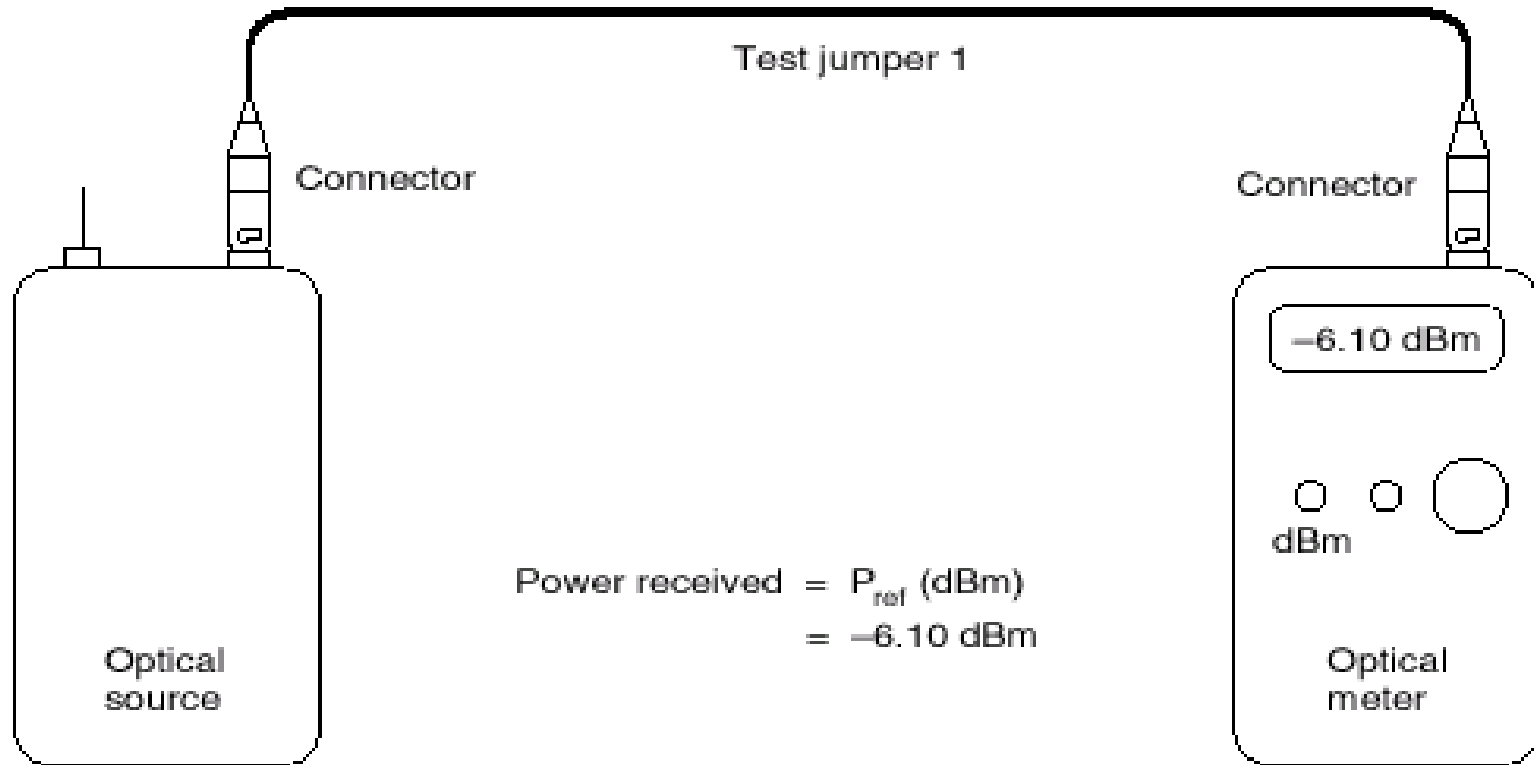 Test jumper 1
Connector
Connector
–6.10 dBm
dBm
Power received = Pref (dBm)
= –6.10 dBm
Optical
source
Optical
meter